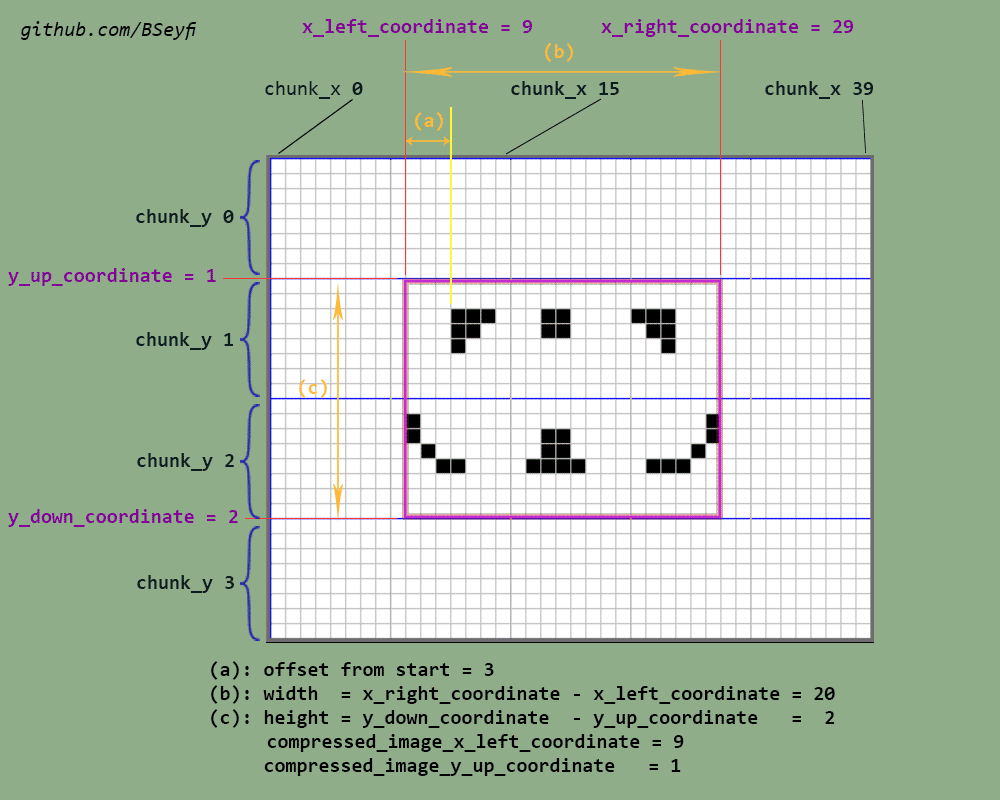 github.com/BSeyfi
x_left_coordinate = 9
x_right_coordinate = 29
(b)
chunk_x 0
chunk_x 15
chunk_x 39
(a)
chunk_y 0
y_up_coordinate = 1
chunk_y 1
(c)
chunk_y 2
y_down_coordinate = 2
chunk_y 3
(a): offset from start = 3
(b): width = x_right_coordinate - x_left_coordinate = 20
(c): height = y_down_coordinate - y_up_coordinate = 2
compressed_image_x_left_coordinate = 9
compressed_image_y_up_coordinate = 1